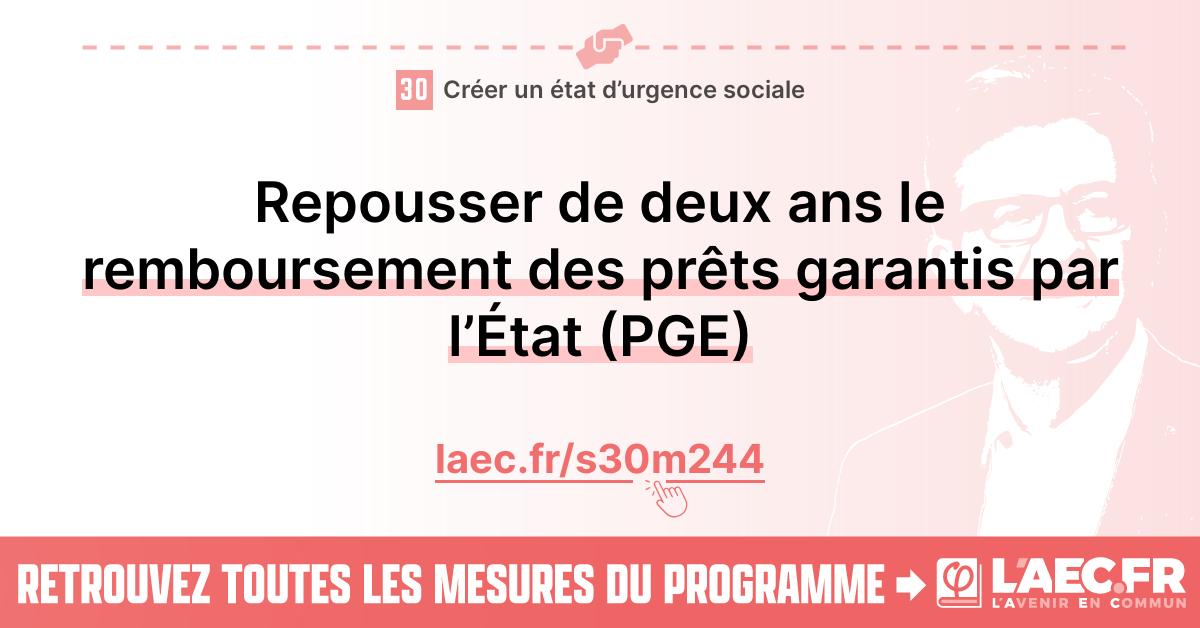 30 Créer un état d’urgence sociale
Repousser de deux ans le
remboursement des prêts garantis par
l’État (PGE)
laec.fr/s30m244
RETROUVEZ TOUTES LES MESURES DU PROGRAMME
L'AEC.FR
L'AVENIR EN COMMUN